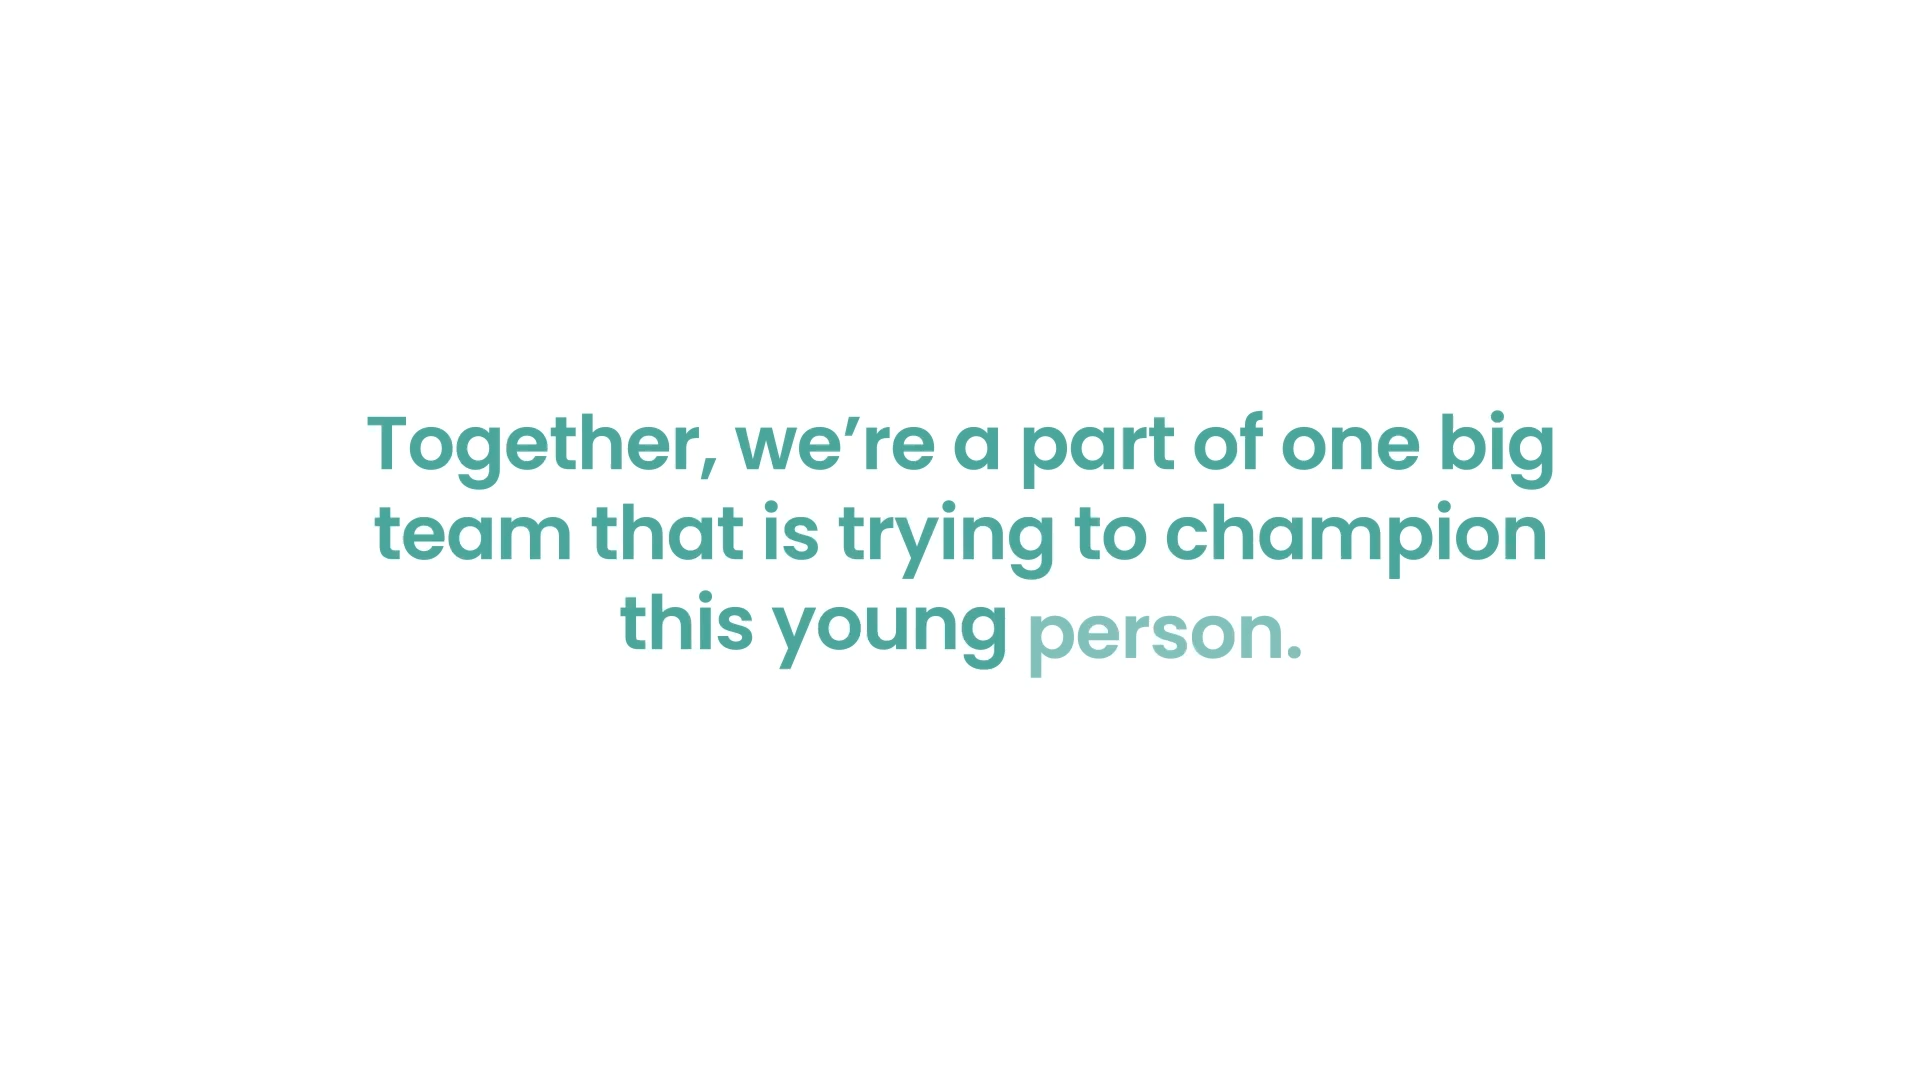 Together, we’re a part of one big
team that is trying to champion
this young person.